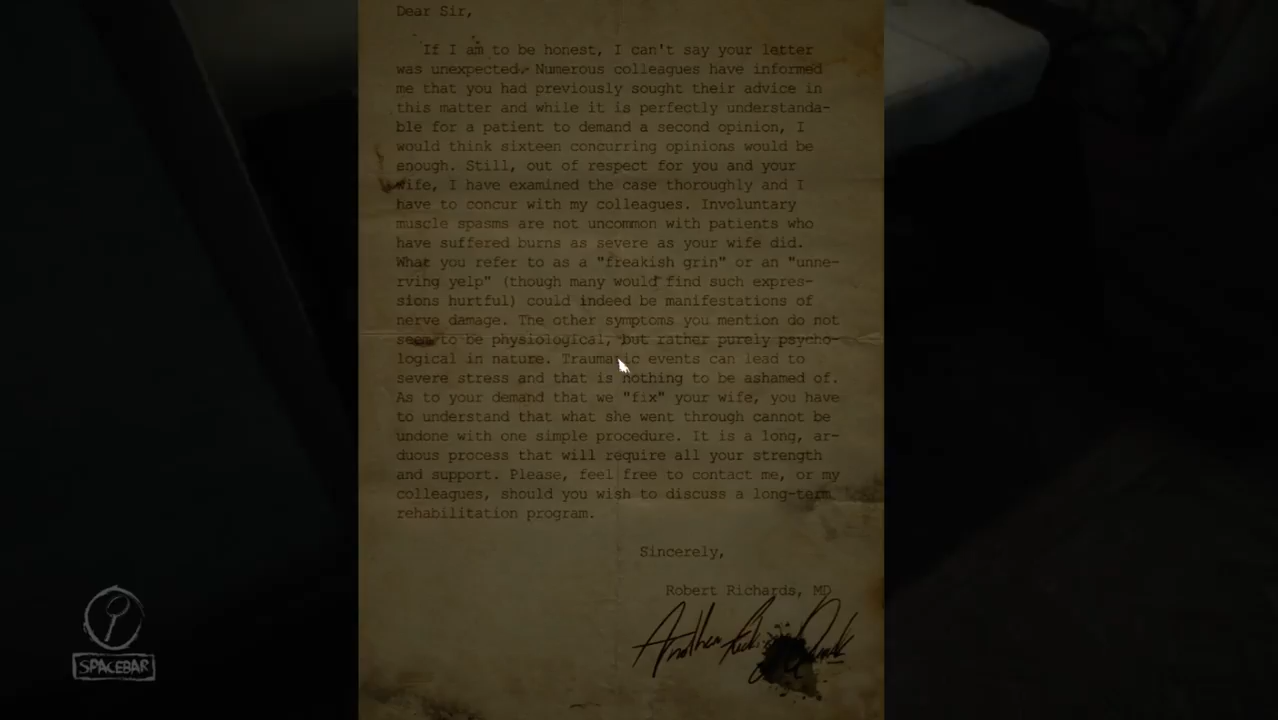 Dear Sir,
If I am to be honest, I can't say your letter
was unexpected. Numerous colleagues have informed
me that you had previously sought their advice in
this matter and while it is perfectly understanda-
ble for a patient to demand a second opinion, I
would think sixteen concurring opinions would be
enough. Still, out of respect for you and your
wife, I have examined the case thoroughly and I
have to concur with my colleagues. Involuntary
muscle spasms are not uncommon with patients who
have suffered burns as severe as your wife did.
What you refer to as a "freakish grin" or an "unne-
rving yelp" (though many would find such expres-
sions hurtful) could indeed be manifestations of
nerve damage. The other symptoms you mention do not
seem to be physiological, but rather purely psycho-
logical in nature. Traumatic events can lead to
severe stress and that is nothing to be ashamed of.
As to your demand that we "fix" your wife, you have
to understand that what she went through cannot be
undone with one simple procedure. It is a long, ar-
duous process that will require all your strength
and support. Please, feel free to contact me, or my
colleagues, should you wish to discuss a long-term
rehabilitation program.
Sincerely,
Robert Richards, MD
Another
SPACEBAR